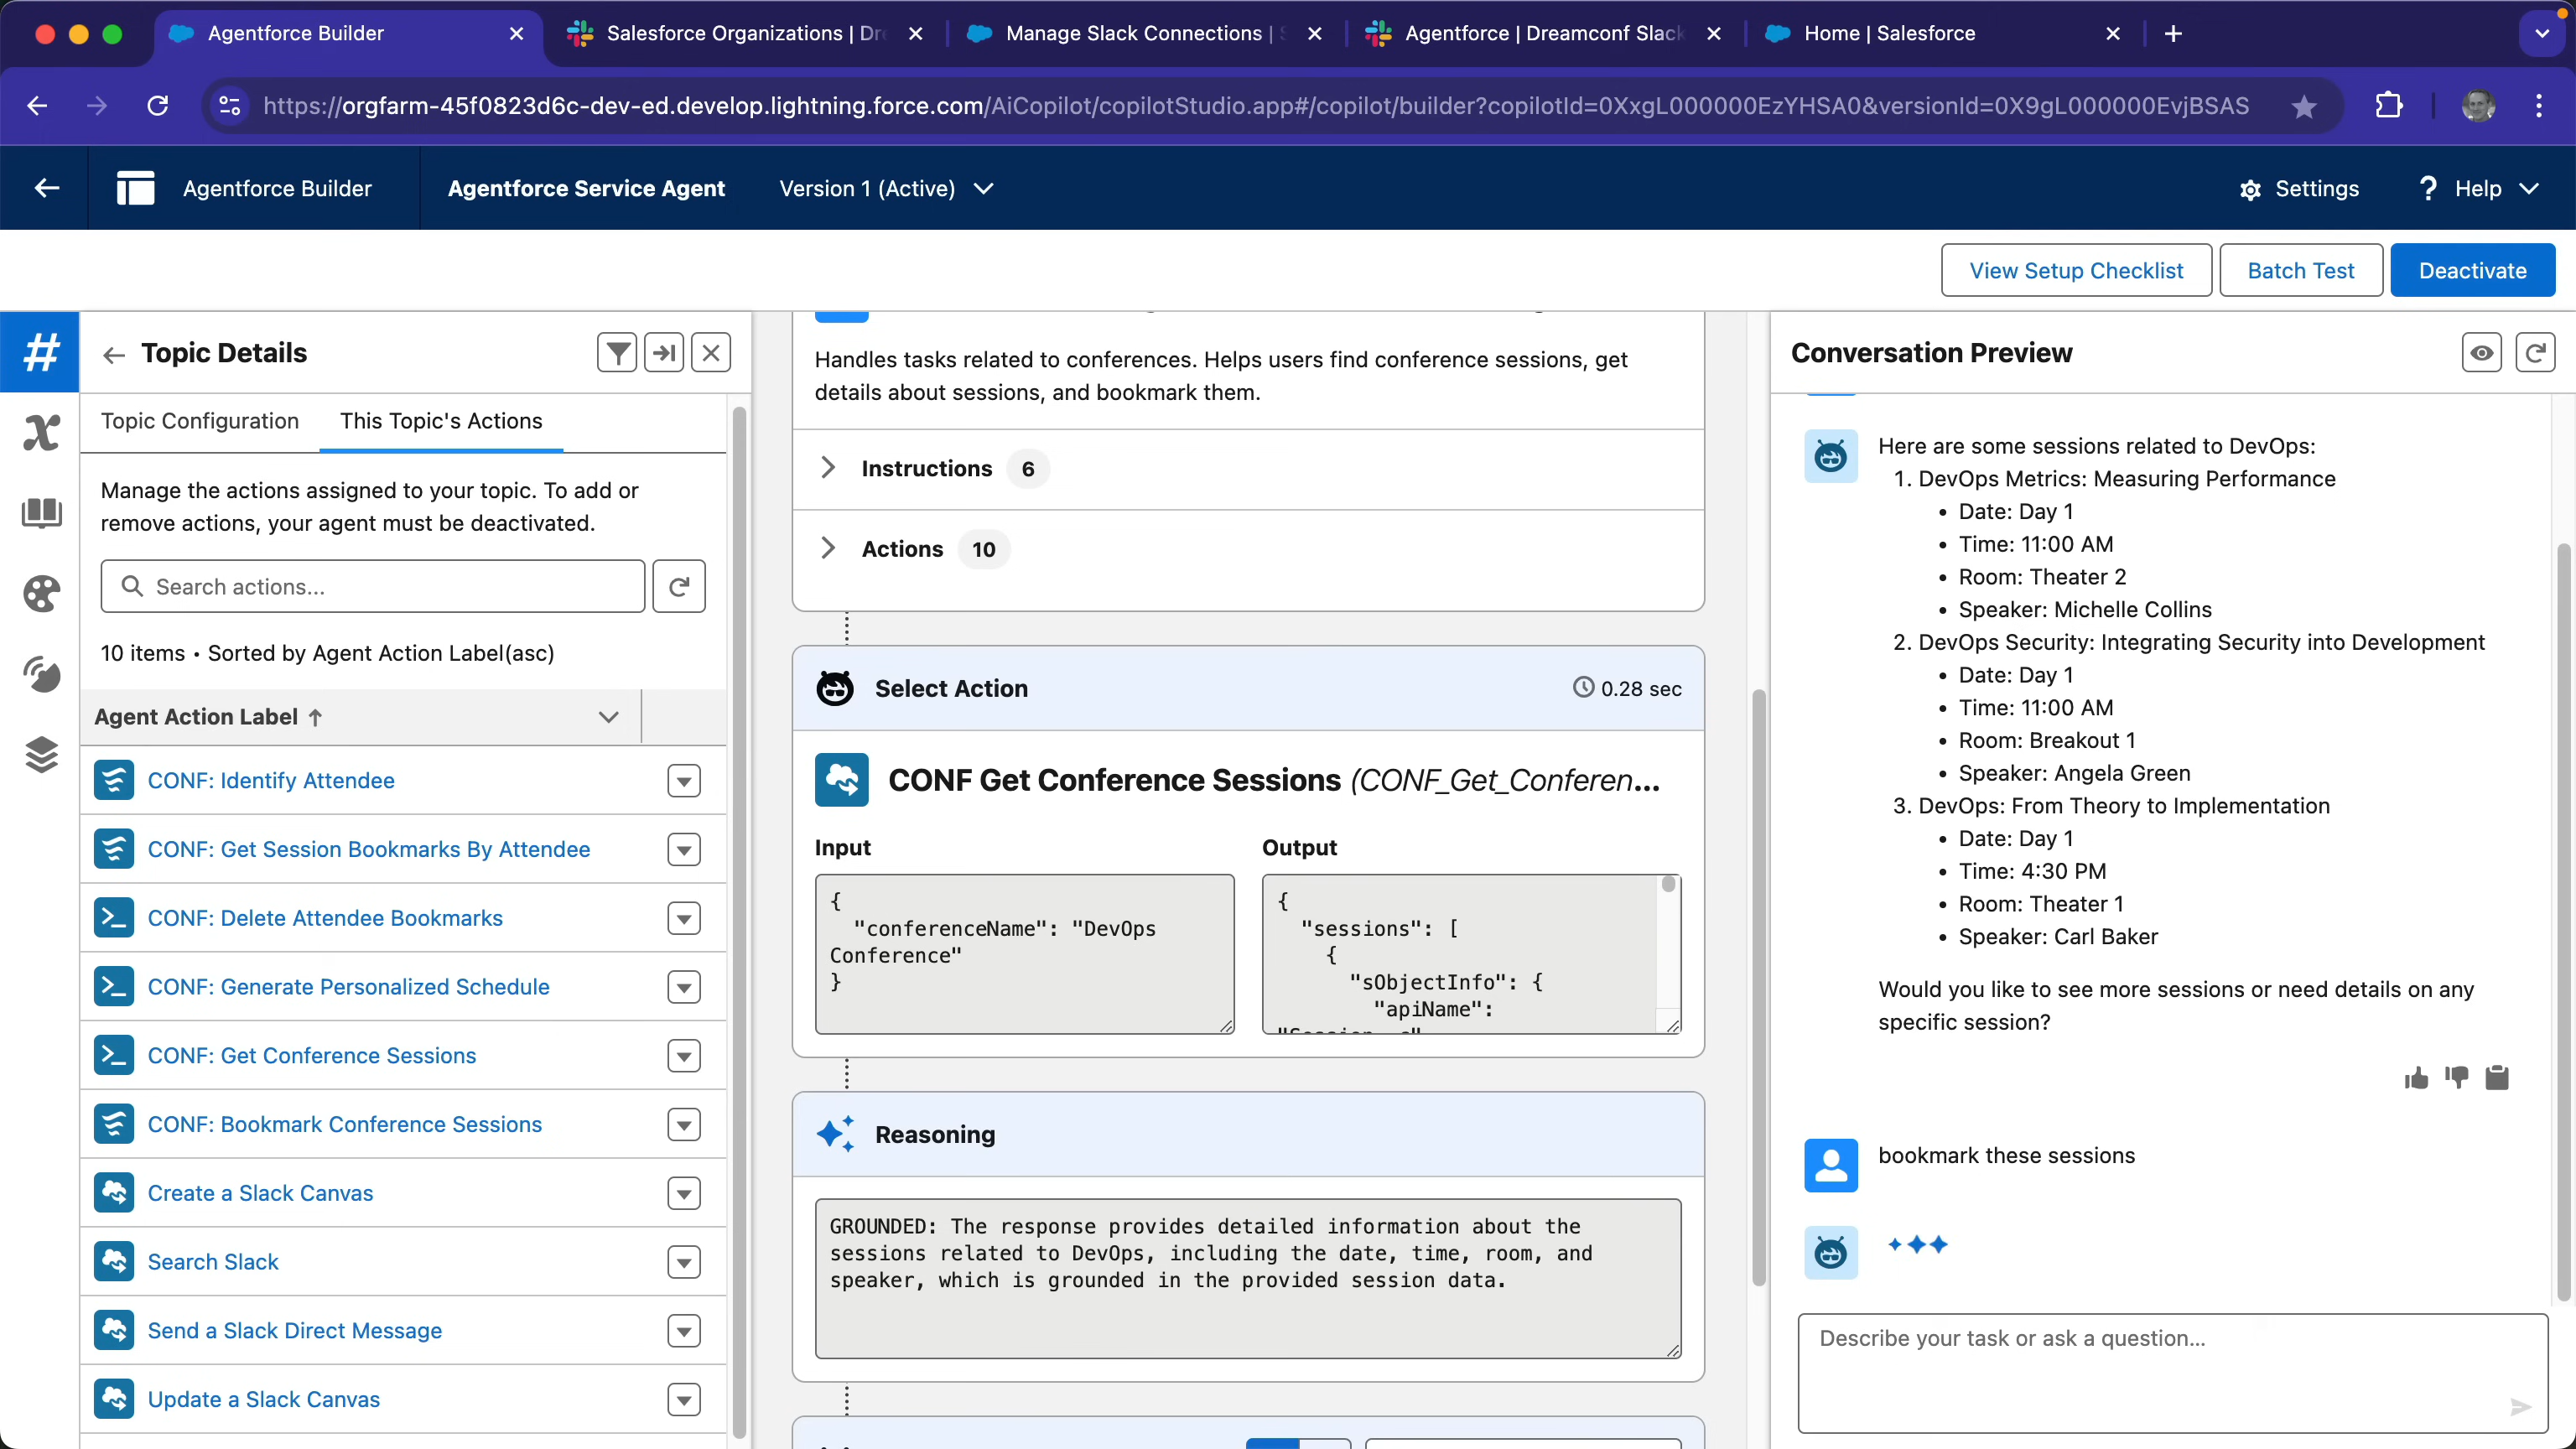 Agentforce Builder
Salesforce Organizations | Dre
Manage Slack Connections | S
Agentforce | Dreamconf Slack
Home | Salesforce
https://orgfarm-45f0823d6c-dev-ed.develop.lightning.force.com/AiCopilot/copilotStudio.app#/copilot/builder?copilotId=0XxgL000000EzYHSA0&versionId=0X9gL000000EvjBSAS
Agentforce Builder
Agentforce Service Agent
Version 1 (Active)
Settings
? Help
View Setup Checklist
Batch Test
Deactivate
#
Topic Details
Topic Configuration
This Topic's Actions
Manage the actions assigned to your topic. To add or
remove actions, your agent must be deactivated.
Search actions...
10 items • Sorted by Agent Action Label(asc)
Agent Action Label ↑
CONF: Identify Attendee
CONF: Get Session Bookmarks By Attendee
CONF: Delete Attendee Bookmarks
CONF: Generate Personalized Schedule
CONF: Get Conference Sessions
CONF: Bookmark Conference Sessions
Create a Slack Canvas
Search Slack
Send a Slack Direct Message
Update a Slack Canvas
Handles tasks related to conferences. Helps users find conference sessions, get
details about sessions, and bookmark them.
Instructions 6
Actions 10
Select Action
0.28 sec
CONF Get Conference Sessions (CONF_Get_Conferen...
Input
{
"conferenceName": "DevOps
Conference"
}
Output
{
"sessions": [
{
"sObjectInfo": {
"apiName":
Reasoning
GROUNDED: The response provides detailed information about the
sessions related to DevOps, including the date, time, room, and
speaker, which is grounded in the provided session data.
Conversation Preview
Here are some sessions related to DevOps:
1. DevOps Metrics: Measuring Performance
• Date: Day 1
• Time: 11:00 AM
• Room: Theater 2
• Speaker: Michelle Collins
2. DevOps Security: Integrating Security into Development
• Date: Day 1
• Time: 11:00 AM
• Room: Breakout 1
• Speaker: Angela Green
3. DevOps: From Theory to Implementation
• Date: Day 1
• Time: 4:30 PM
• Room: Theater 1
• Speaker: Carl Baker
Would you like to see more sessions or need details on any
specific session?
bookmark these sessions
Describe your task or ask a question...